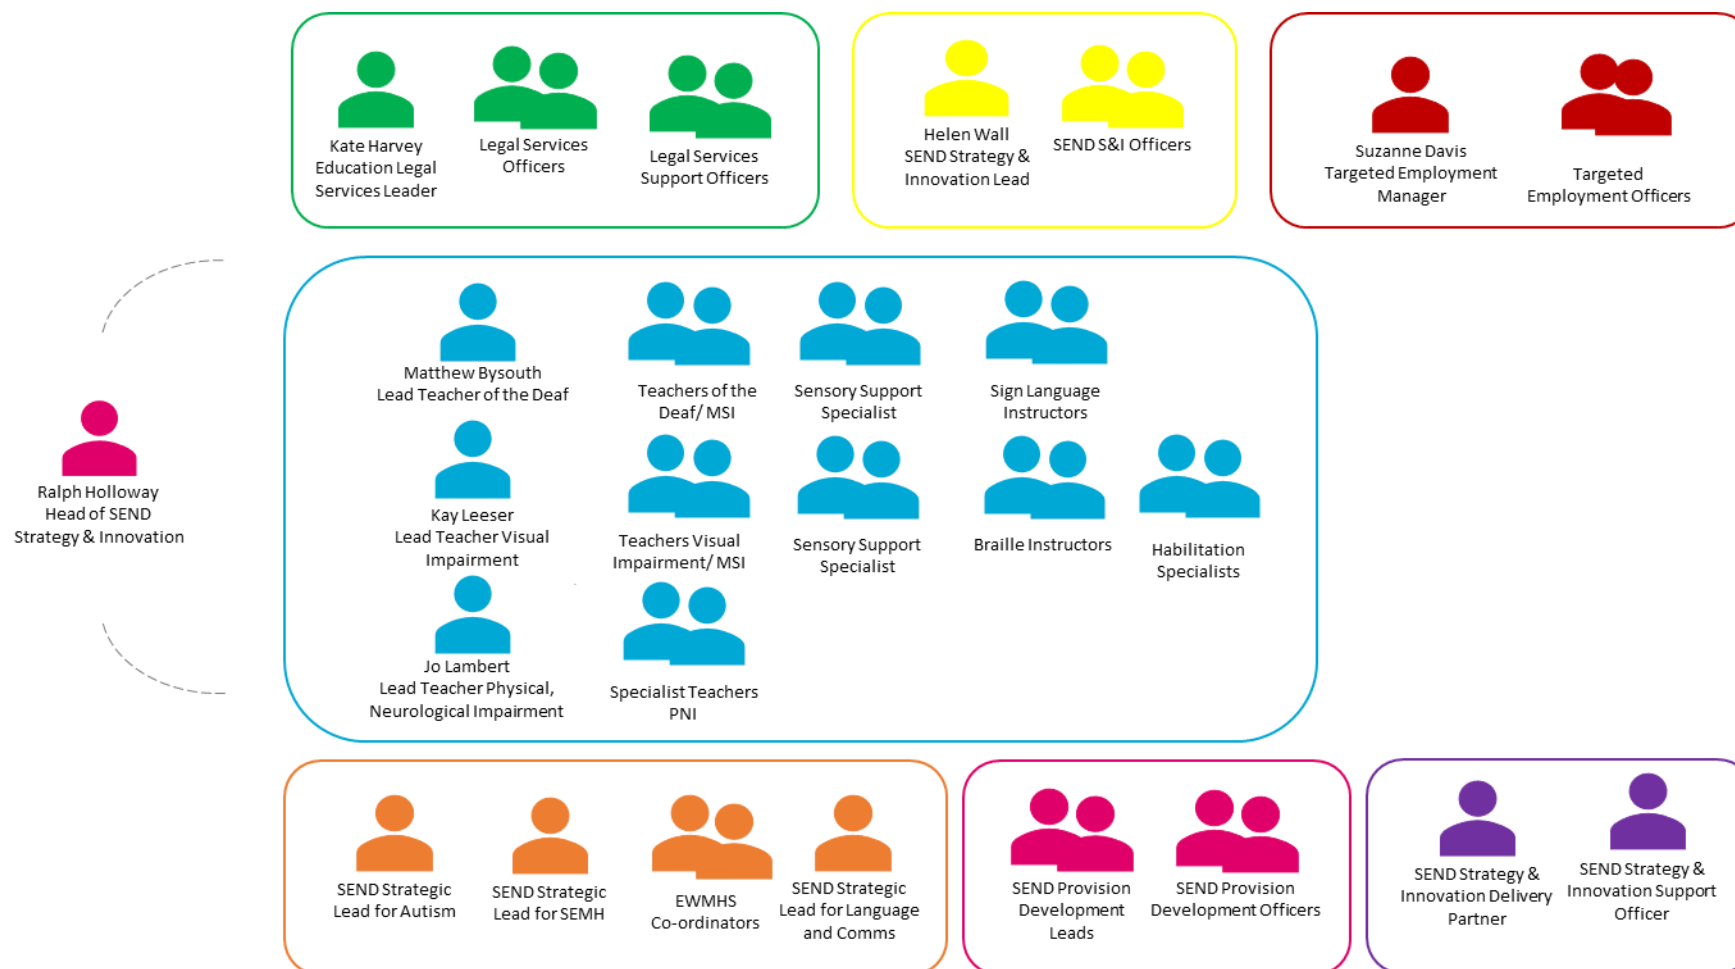 Kate Harvey
Education Legal
Services Leader
Legal Services
Officers
Legal Services
Support Officers
Helen Wall
SEND Strategy &
Innovation Lead
SEND S&I Officers
Suzanne Davis
Targeted Employment
Manager
Targeted
Employment Officers
Ralph Holloway
Head of SEND
Strategy & Innovation
Matthew Bysouth
Lead Teacher of the Deaf
Teachers of the
Deaf/ MSI
Sensory Support
Specialist
Sign Language
Instructors
Kay Leeser
Lead Teacher Visual
Impairment
Teachers Visual
Impairment/ MSI
Sensory Support
Specialist
Braille Instructors
Habilitation
Specialists
Jo Lambert
Lead Teacher Physical,
Neurological Impairment
Specialist Teachers
PNI
SEND Strategic
Lead for Autism
SEND Strategic
Lead for SEMH
EWMHS
Co-ordinators
SEND Strategic
Lead for Language
and Comms
SEND Provision
Development
Leads
SEND Provision
Development Officers
SEND Strategy &
Innovation Delivery
Partner
SEND Strategy &
Innovation Support
Officer